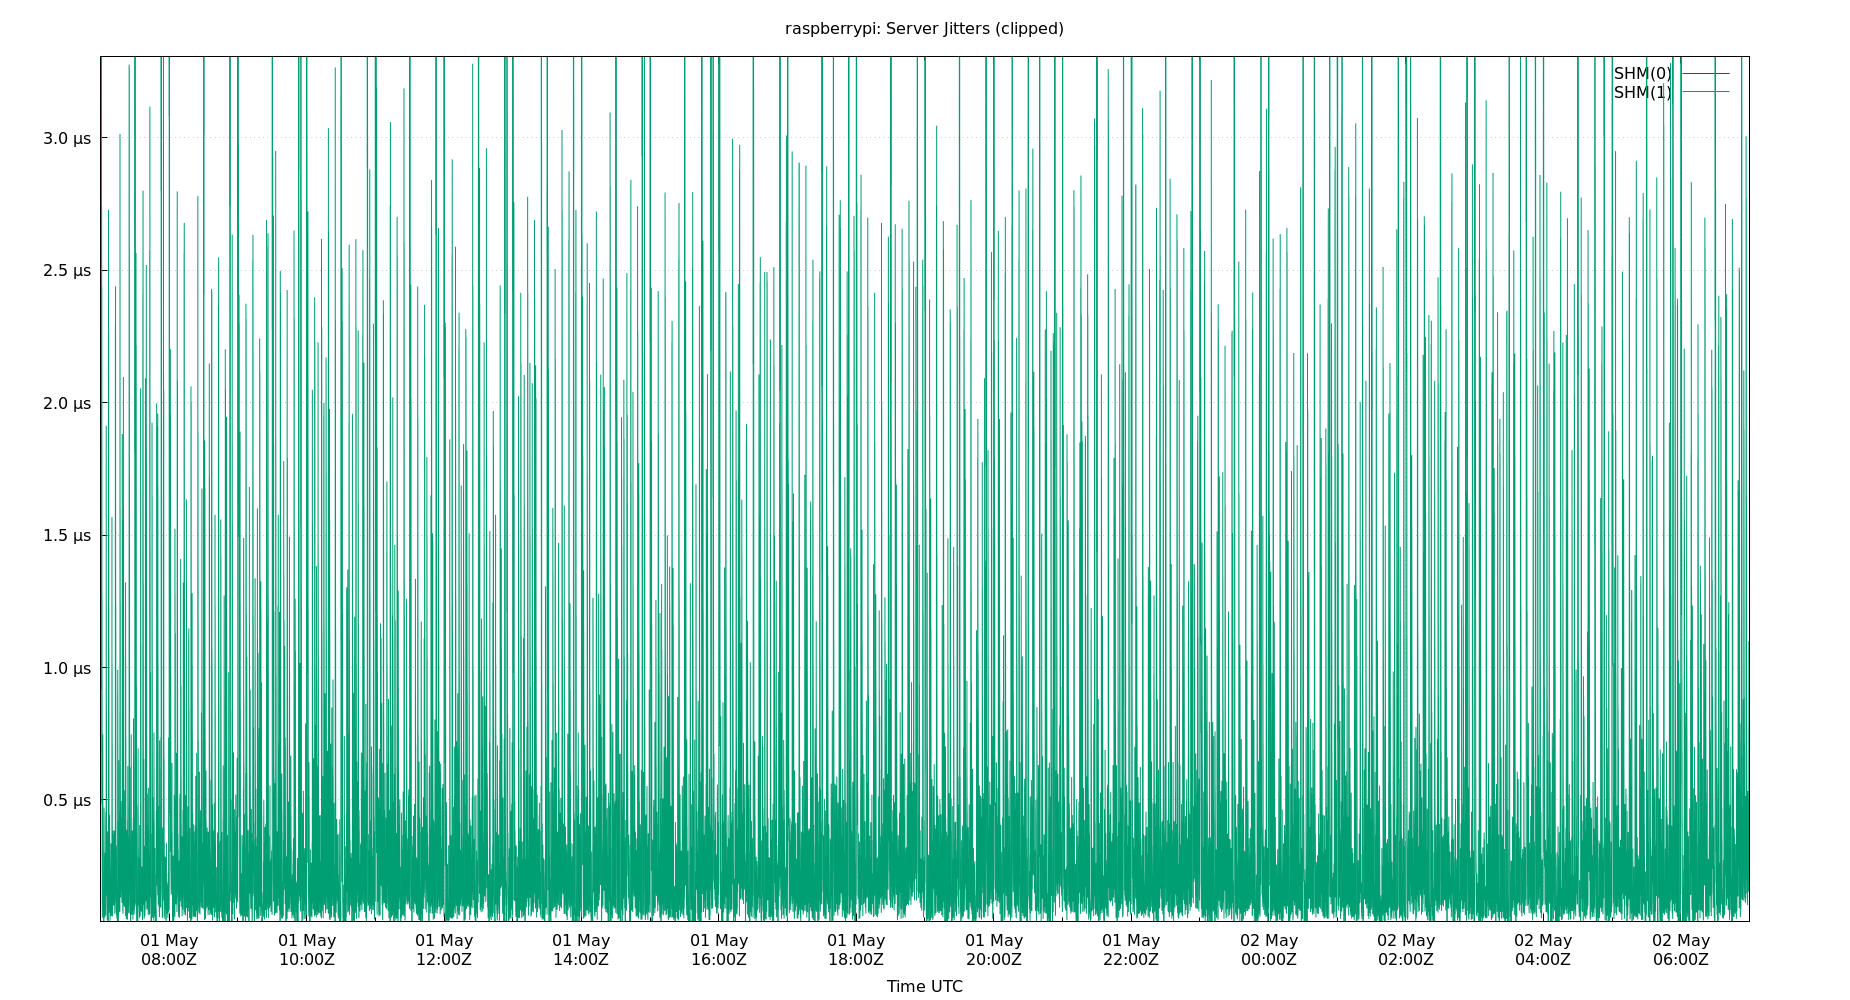 raspberrypi: Server Jitters (clipped)
SHM(0)
SHM(1)
3.0 µs
2.5 µs
2.0 µs
1.5 µs
1.0 µs
0.5 µs
01 May 01 May 01 May 01 May 01 May 01 May 01 May 01 May 02 May 02 May 02 May 02 May
08:00Z 10:00Z 12:00Z 14:00Z 16:00Z 18:00Z 20:00Z 22:00Z 00:00Z 02:00Z 04:00Z 06:00Z
Time UTC